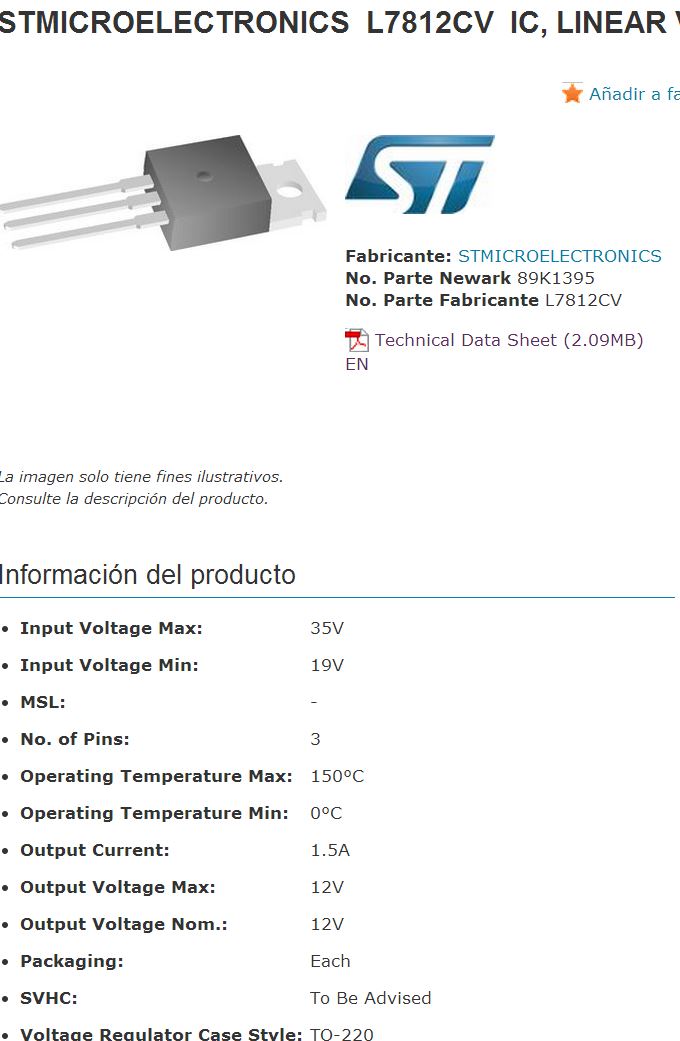 STMICROELECTRONICS L7812CV IC, LINEAR
Añadir a fa
ST
Fabricante: STMICROELECTRONICS
No. Parte Newark 89K1395
No. Parte Fabricante L7812CV
Technical Data Sheet (2.09MB)
EN
La imagen solo tiene fines ilustrativos.
Consulte la descripción del producto.
Información del producto
• Input Voltage Max: 35V
• Input Voltage Min: 19V
• MSL: -
• No. of Pins: 3
• Operating Temperature Max: 150ºC
• Operating Temperature Min: 0ºC
• Output Current: 1.5A
• Output Voltage Max: 12V
• Output Voltage Nom.: 12V
• Packaging: Each
• SVHC: To Be Advised
• Voltage Regulator Case Style: TO-220